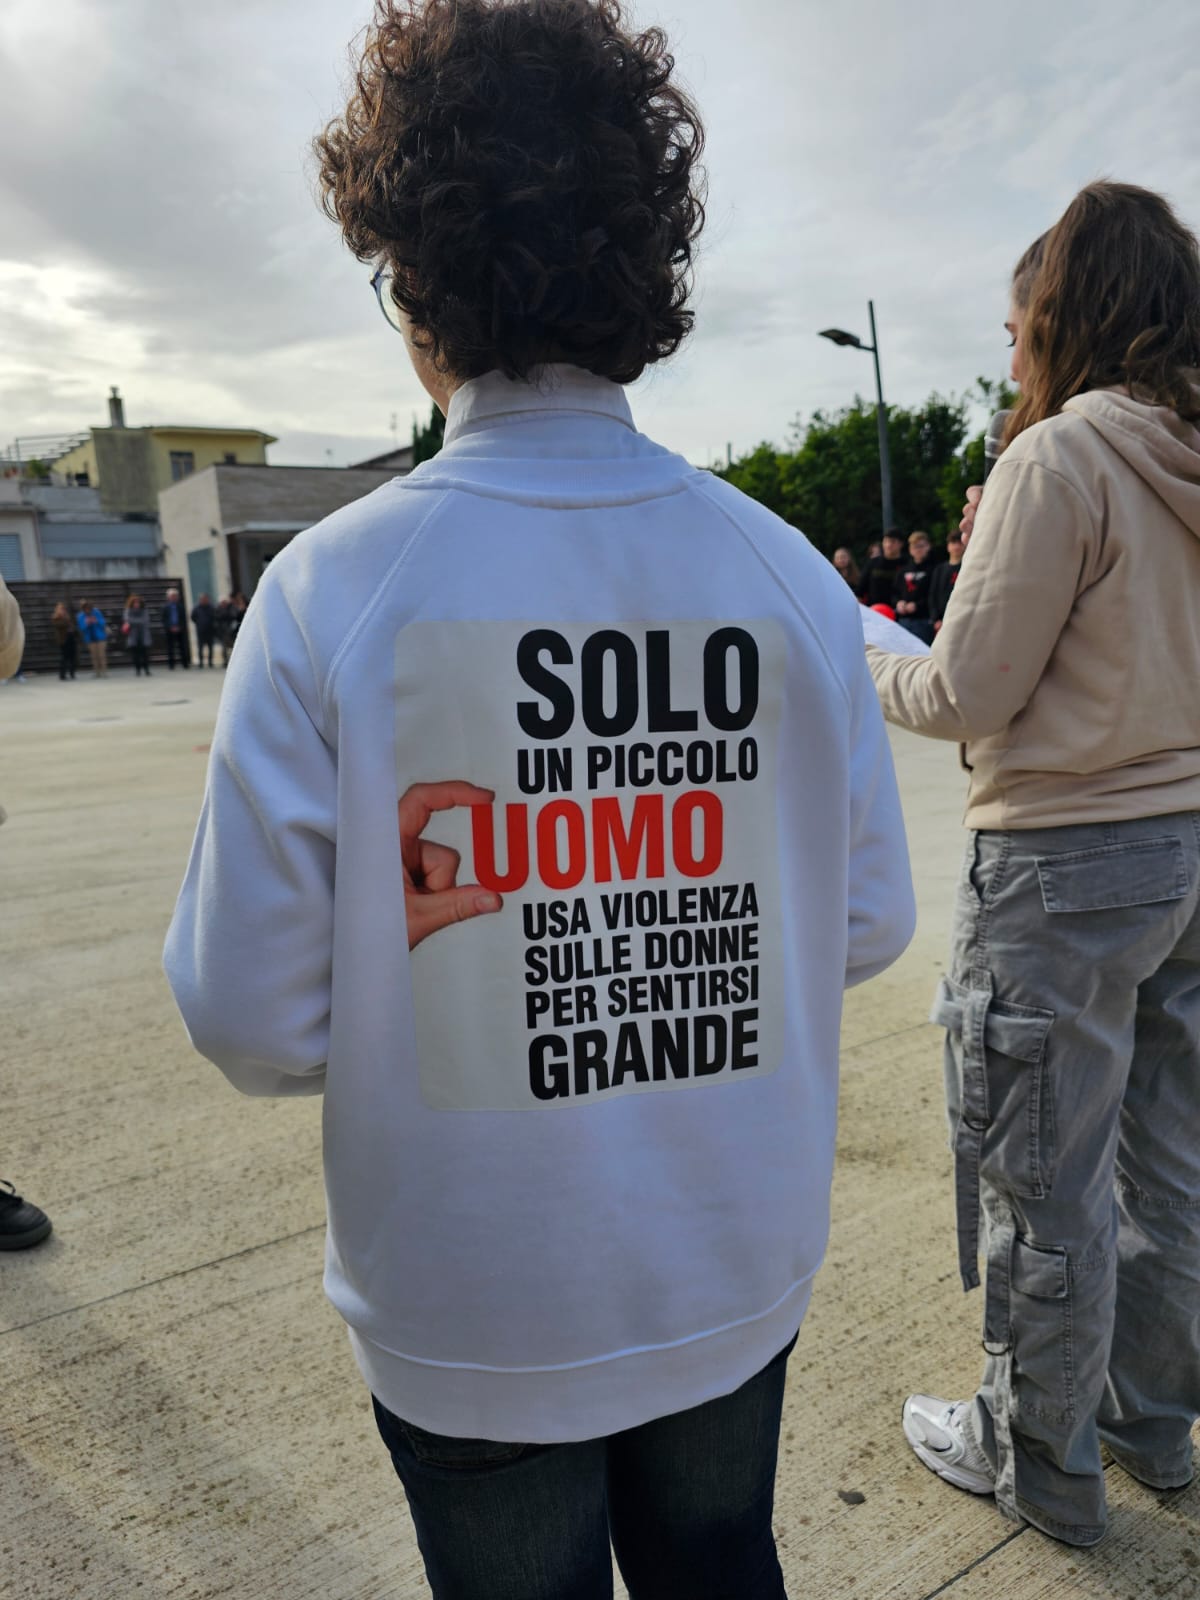 SOLO
UN PICCOLO
UOMO
USA VIOLENZA
SULLE DONNE
PER SENTIRSI
GRANDE